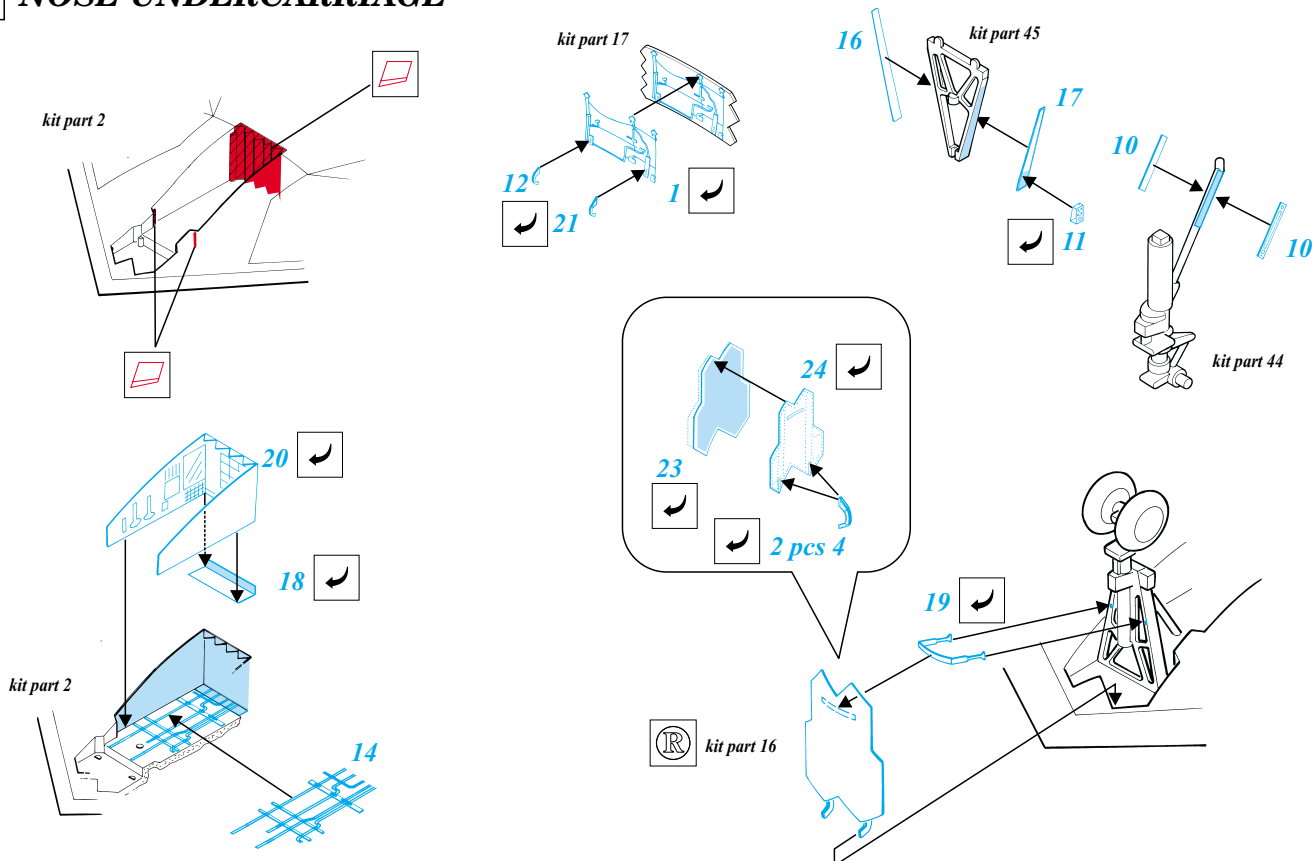 NOSE UNDERCARRIAGE
kit part 17
kit part 45
16
kit part 2
17
10
12
1
21
11
10
kit part 44
24
20
23
2 pcs 4
18
19
kit part 2
kit part 16
R
14